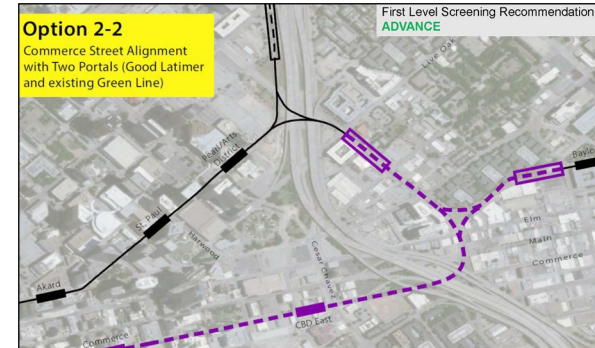 Option 2-2
Commerce Street Alignment
with Two Portals (Good Latimer
and existing Green Line)
First Level Screening Recommendation
ADVANCE
Live Oak
Pearl/Arts
District
St. Paul
Harwood
Akard
Commerce
Cesar Chavez
CBD East
Baylo
Elm
Main
Commerce